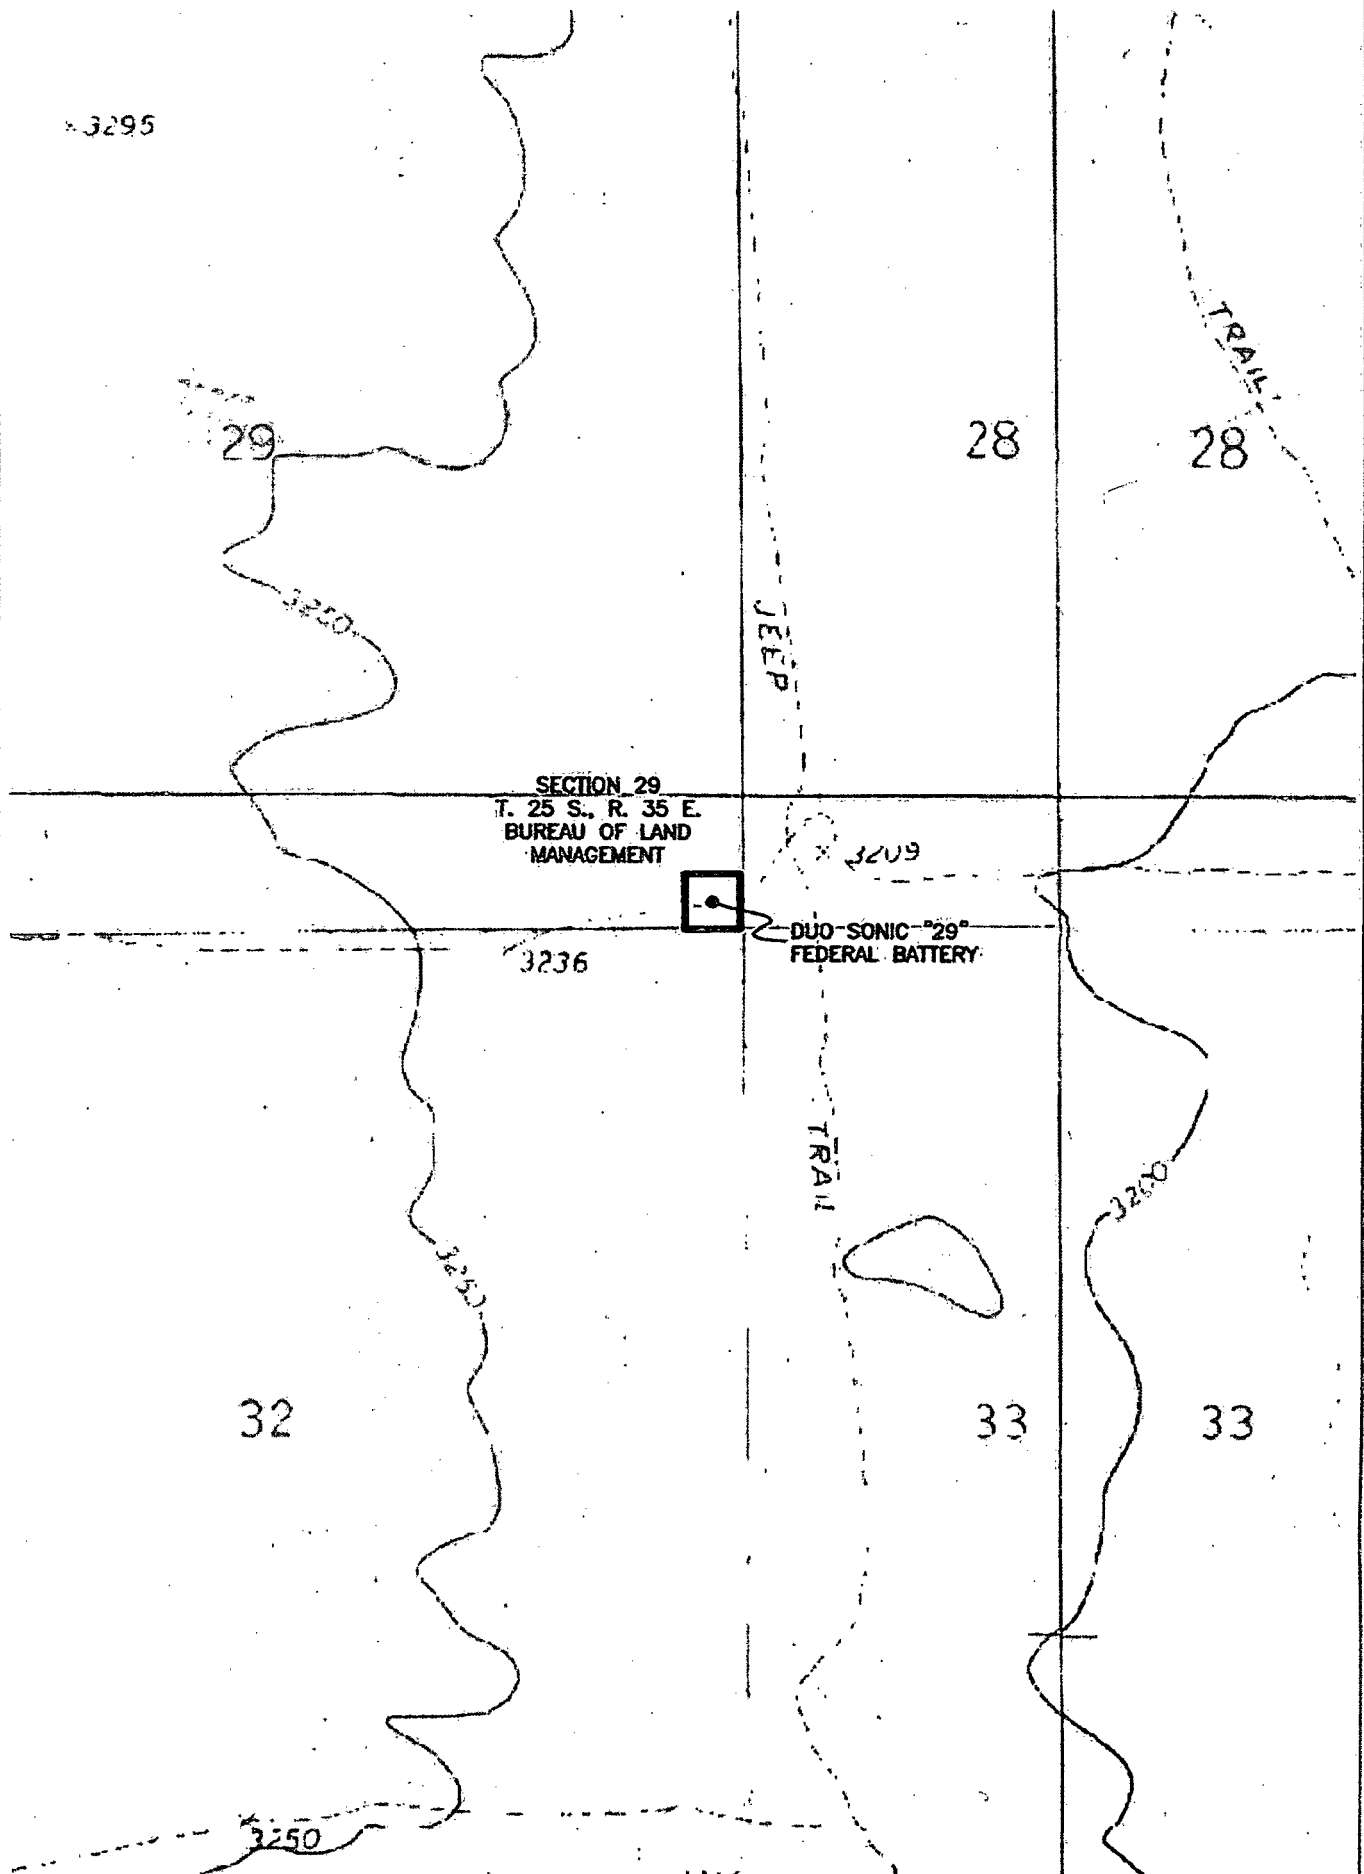 3295
TRAIL
29
28
28
3250
JEEP
SECTION 29
T. 25 S., R. 35 E.
BUREAU OF LAND
MANAGEMENT
3209
DUO SONIC "29"
FEDERAL BATTERY
3236
TRAIL
3200
3250
32
33
33
3250